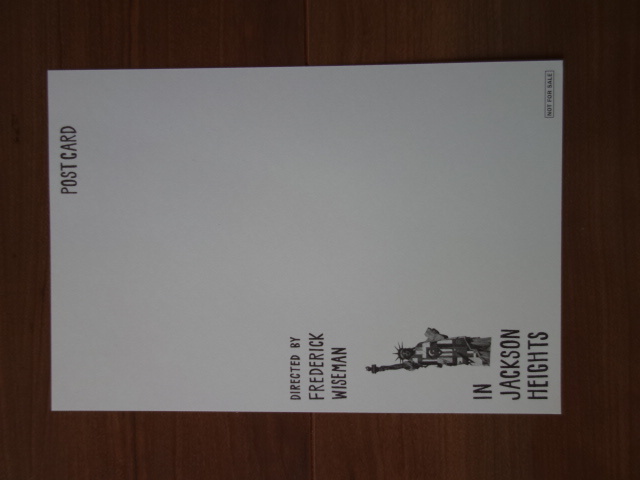 POST CARD
DIRECTED BY
FREDERICK
WISEMAN
IN
JACKSON
HEIGHTS
NOT FOR SALE